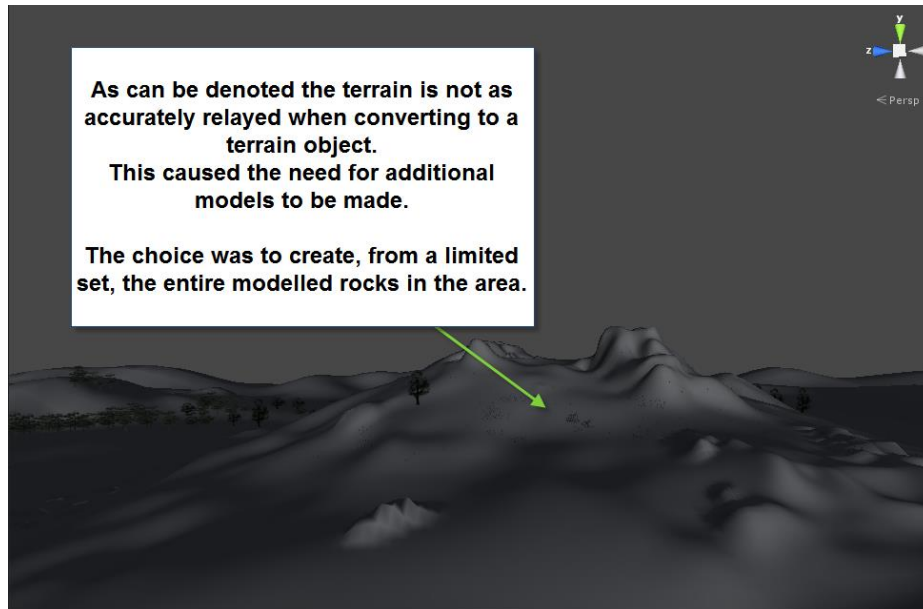 y
z
< Persp
As can be denoted the terrain is not as
accurately relayed when converting to a
terrain object.
This caused the need for additional
models to be made.
The choice was to create, from a limited
set, the entire modelled rocks in the area.